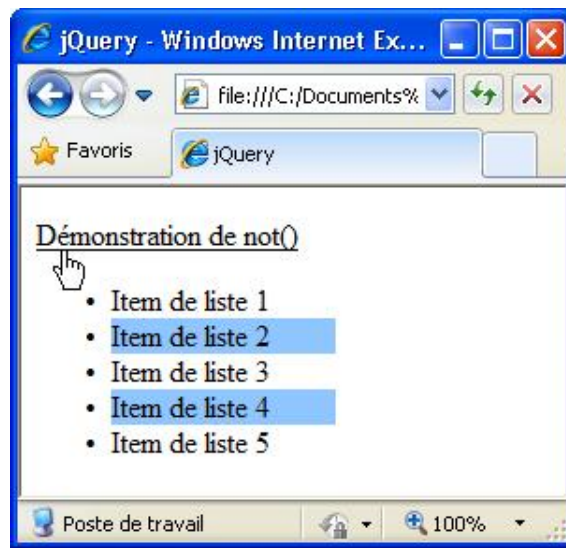 jQuery - Windows Internet Ex...
file:///C:/Documents%
Favoris
jQuery
Démonstration de not()
• Item de liste 1
• Item de liste 2
• Item de liste 3
• Item de liste 4
• Item de liste 5
Poste de travail
100%